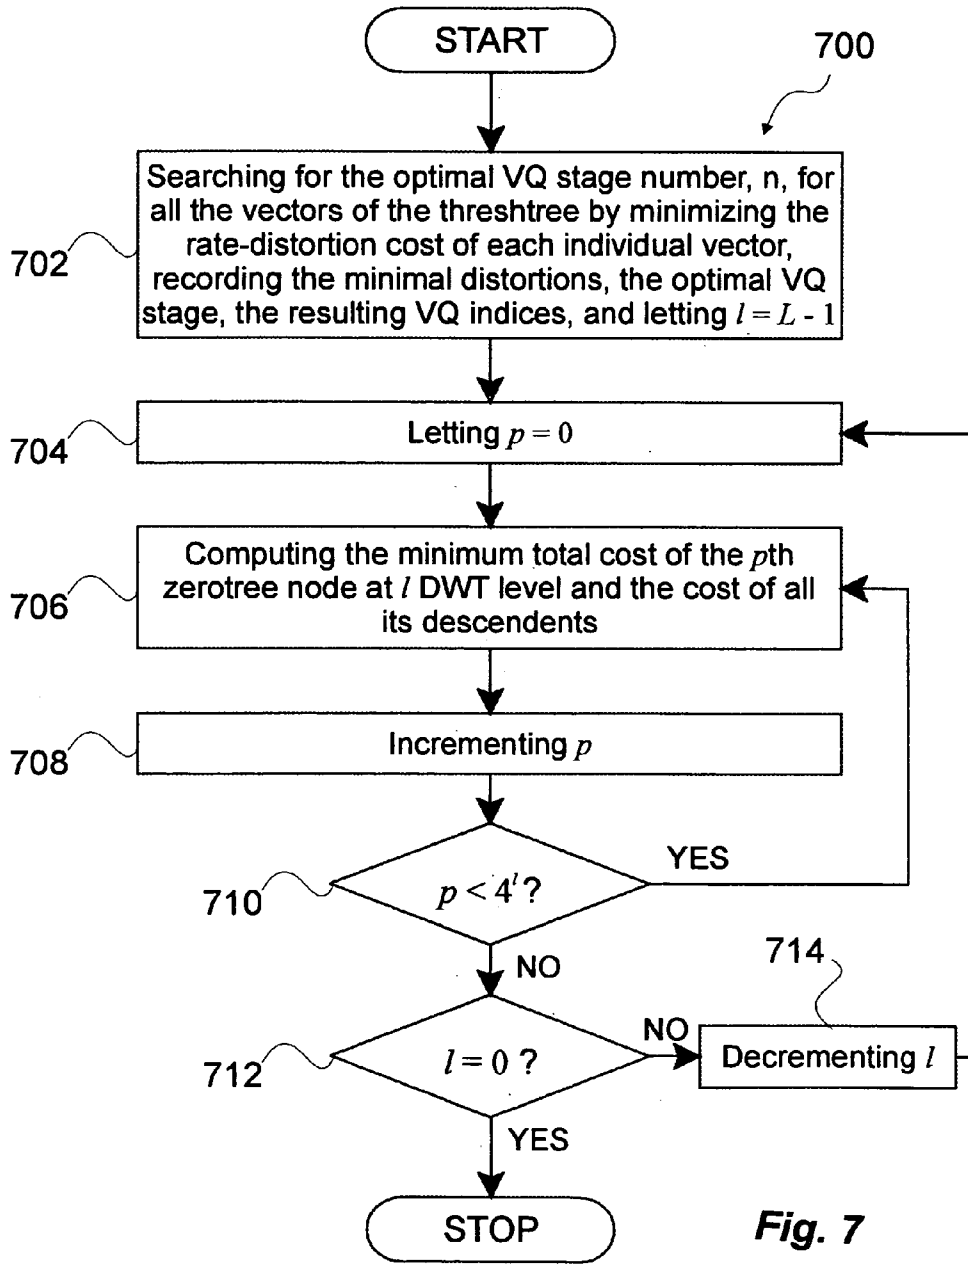 START
700
Searching for the optimal VQ stage number, n, for
all the vectors of the threshtree by minimizing the
rate-distortion cost of each individual vector,
recording the minimal distortions, the optimal VQ
stage, the resulting VQ indices, and letting l = L - 1
702
Letting p = 0
704
Computing the minimum total cost of the pth
zerotree node at l DWT level and the cost of all
its descendents
706
Incrementing p
708
YES
p < 4^l ?
710
NO
714
NO
l = 0 ?
712
Decrementing l
YES
STOP
Fig. 7